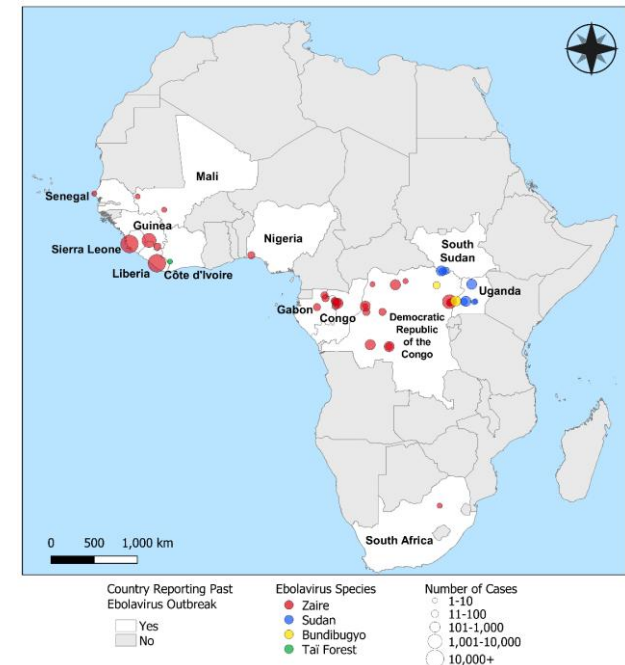 Mali
Senegal
Guinea
Nigeria
Sierra Leone
South
Sudan
Liberia
Côte d'Ivoire
Uganda
Gabon
Congo
Democratic
Republic
of the
Congo
South Africa
0 500 1,000 km
Country Reporting Past
Ebolavirus Outbreak
Yes
No
Ebolavirus Species
Zaire
Sudan
Bundibugyo
Taï Forest
Number of Cases
1-10
11-100
101-1,000
1,001-10,000
10,000+